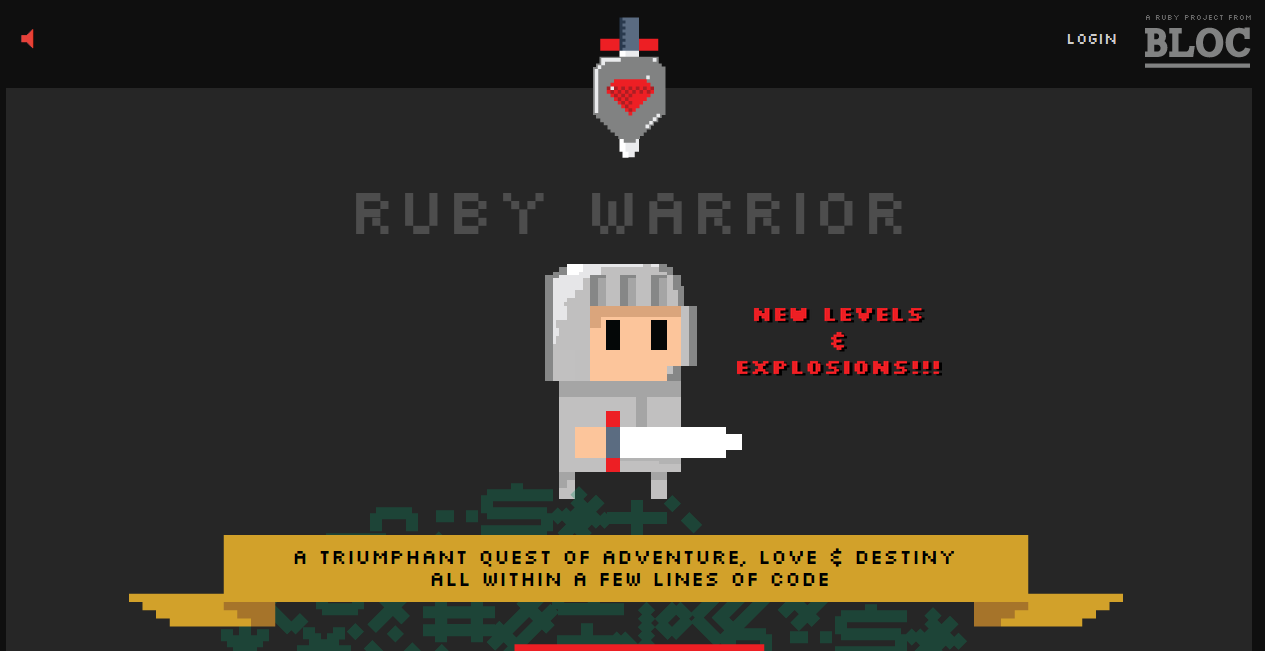 LOGIN
A RUBY PROJECT FROM
BLOC
RUBY WARRIOR
NEW LEVELS
&
EXPLOSIONS!!!
A TRIUMPHANT QUEST OF ADVENTURE, LOVE & DESTINY
ALL WITHIN A FEW LINES OF CODE